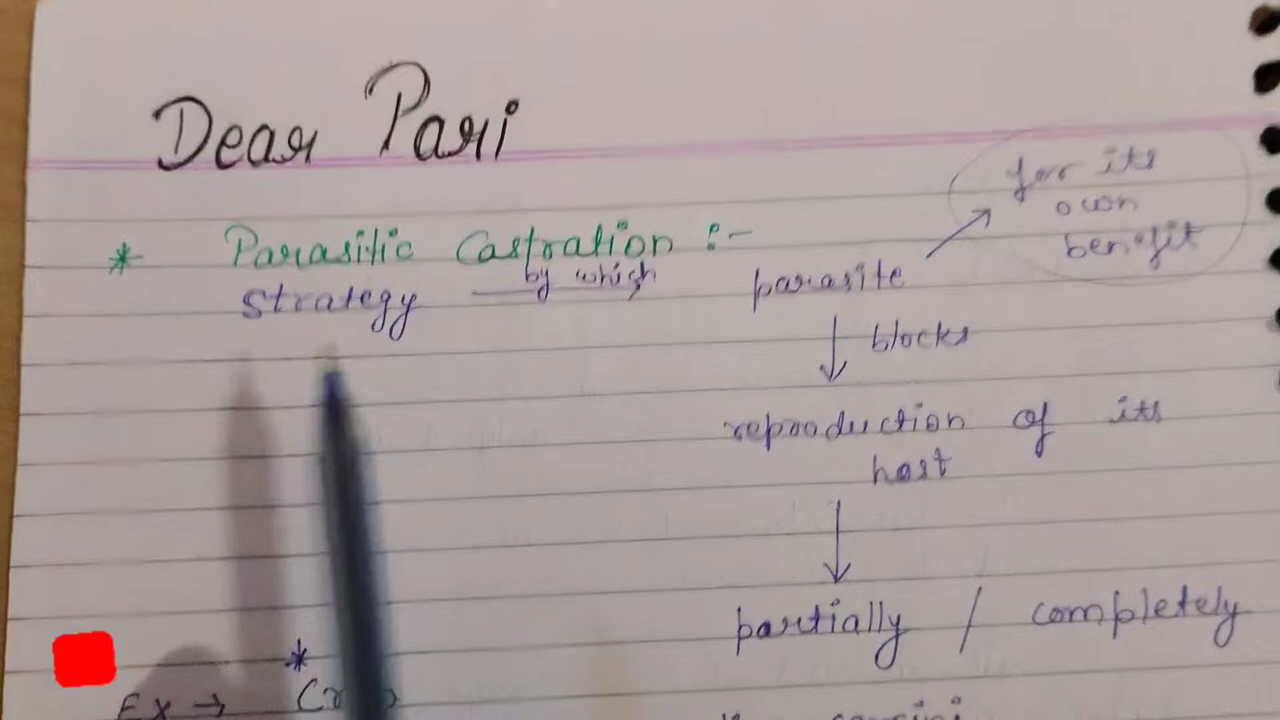 Dear Pari
* Parasitic Castration :-
strategy — by which parasite ↗ for its
own
benefit
↓ blocks
reproduction of its
host
↓
partially / completely
*
Ex →